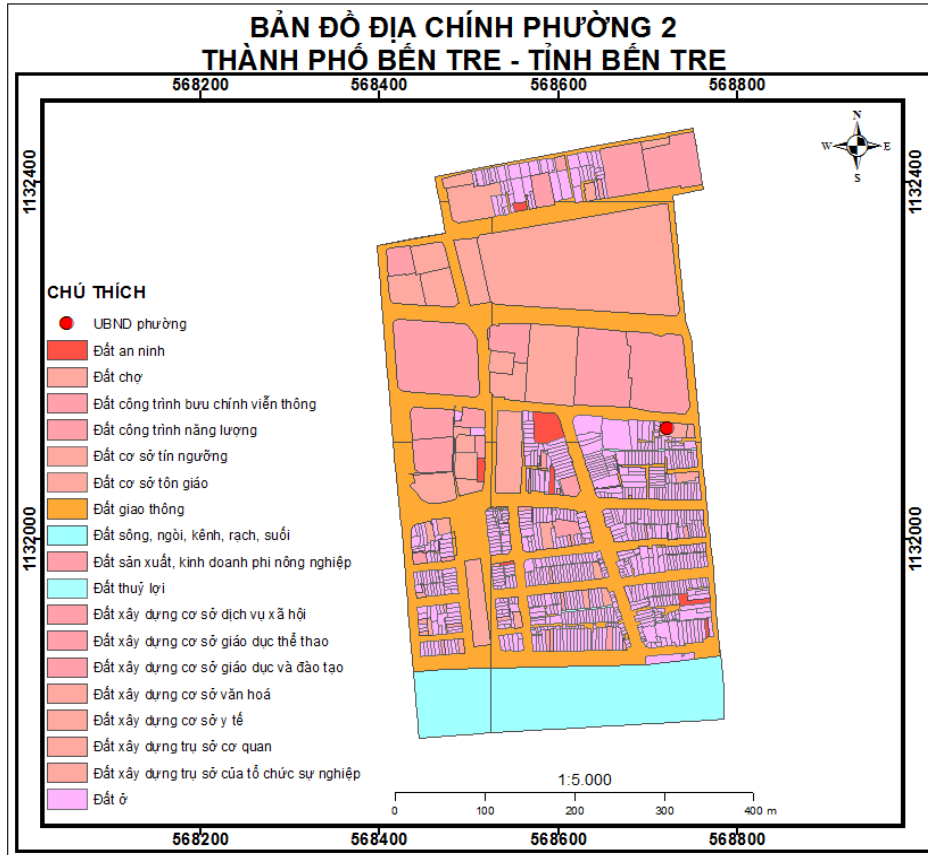 BẢN ĐỒ ĐỊA CHÍNH PHƯỜNG 2
THÀNH PHỐ BẾN TRE - TỈNH BẾN TRE
568200 568400 568600 568800
N
W E
S
1132400 1132400
CHÚ THÍCH
UBND phường
Đất an ninh
Đất chợ
Đất công trình bưu chính viễn thông
Đất công trình năng lượng
Đất cơ sở tín ngưỡng
Đất cơ sở tôn giáo
Đất giao thông
Đất sông, ngòi, kênh, rạch, suối
1132000 1132000
Đất sản xuất, kinh doanh phi nông nghiệp
Đất thuỷ lợi
Đất xây dựng cơ sở dịch vụ xã hội
Đất xây dựng cơ sở giáo dục thể thao
Đất xây dựng cơ sở giáo dục và đào tạo
Đất xây dựng cơ sở văn hoá
Đất xây dựng cơ sở y tế
Đất xây dựng trụ sở cơ quan
Đất xây dựng trụ sở của tổ chức sự nghiệp
Đất ở
1:5.000
0 100 200 300 400 m
568200 568400 568600 568800